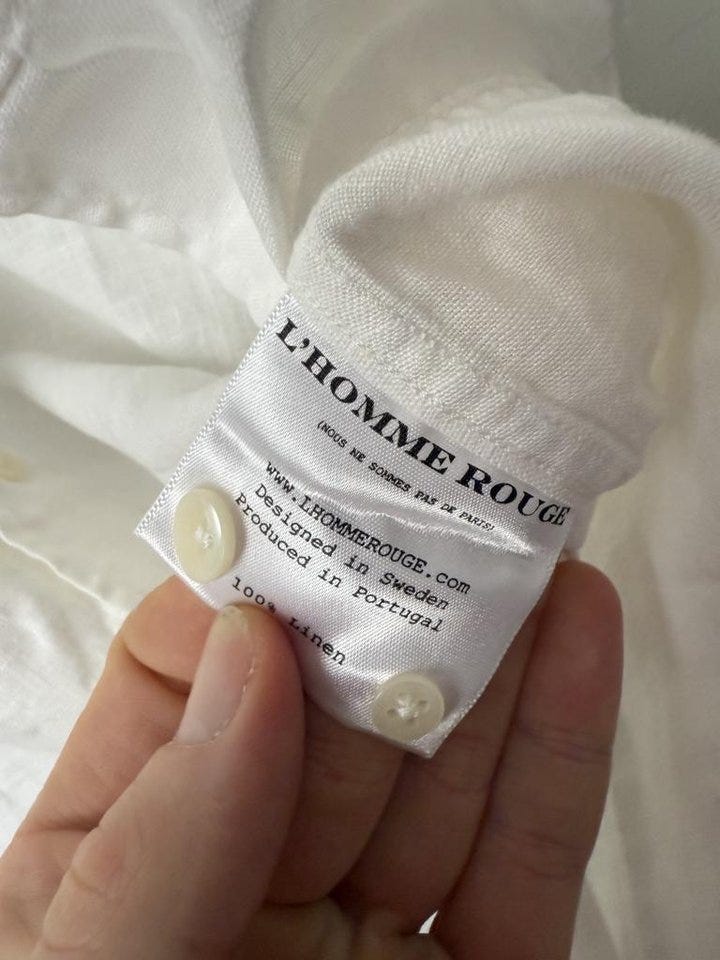 L'HOMME ROUGE
(NOUS NE SOMMES PAS DE PARIS)
www.LHOMMEROUGE.com
Designed in Sweden
Produced in Portugal
100% Linen